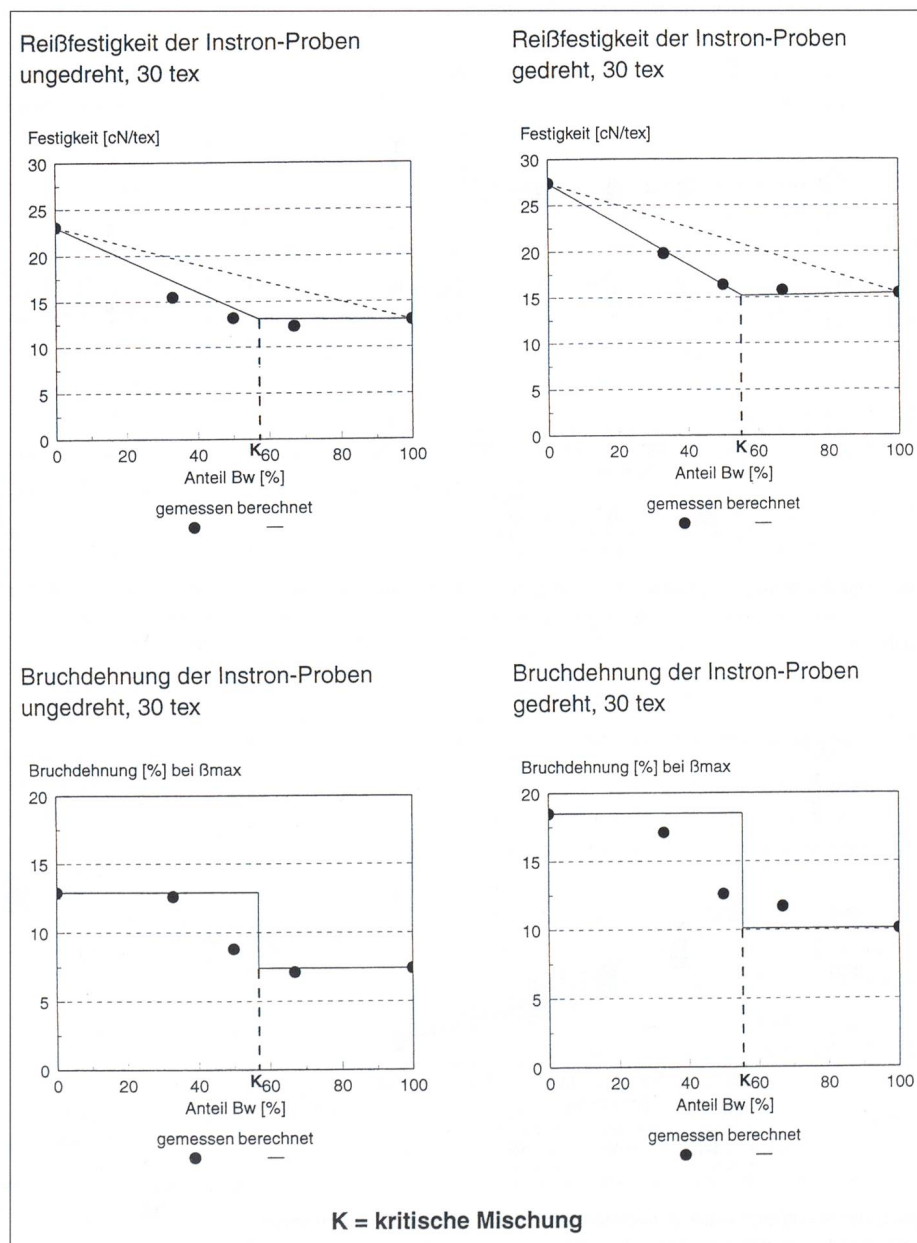 Reißfestigkeit der Instron-Proben
ungedreht, 30 tex
Festigkeit [cN/tex]
30
25
20
15
10
5
0
0 20 40 K 60 80 100
Anteil Bw [%]
gemessen berechnet
Reißfestigkeit der Instron-Proben
gedreht, 30 tex
Festigkeit [cN/tex]
30
25
20
15
10
5
0
0 20 40 K 60 80 100
Anteil Bw [%]
gemessen berechnet
Bruchdehnung der Instron-Proben
ungedreht, 30 tex
Bruchdehnung [%] bei ßmax
20
15
10
5
0
0 20 40 K 60 80 100
Anteil Bw [%]
gemessen berechnet
Bruchdehnung der Instron-Proben
gedreht, 30 tex
Bruchdehnung [%] bei ßmax
20
15
10
5
0
0 20 40 K 60 80 100
Anteil Bw [%]
gemessen berechnet
K = kritische Mischung